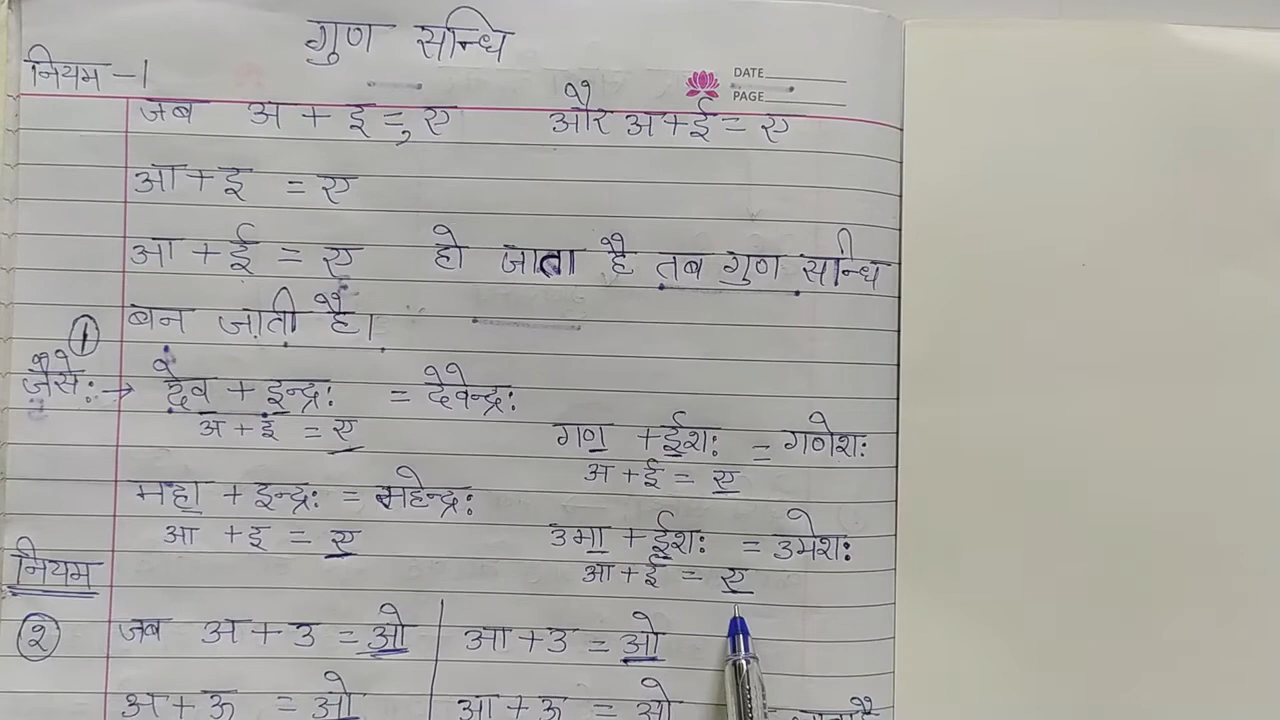 गुण सन्धि
नियम -1
DATE
PAGE
जब अ + इ = , ए और अ + ई = ए
आ + इ = ए
आ + ई = ए हो जाता है तब गुण सन्धि
बन जाती है।
①
जैसे: → देव + इन्द्र: = देवेन्द्र:
अ + इ = ए
गण + ईश: = गणेश:
अ + ई = ए
महा + इन्द्र: = महेन्द्र:
आ + इ = ए
उमा + ईश: = उमेश:
आ + ई = ए
नियम
② जब अ + उ = ओ | आ + उ = ओ
अ + ऊ = ओ | आ + ऊ = ओ